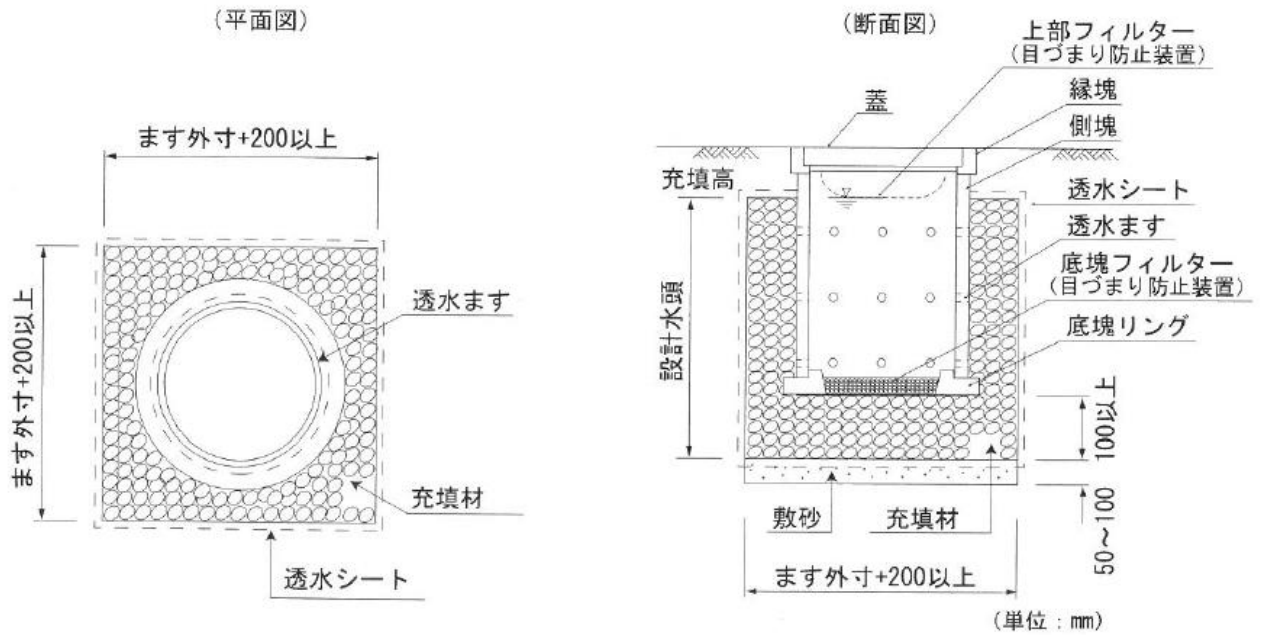 (平面図)
ます外寸+200以上
ます外寸+200以上
透水ます
充填材
透水シート
(断面図)
上部フィルター
(目づまり防止装置)
蓋
縁塊
側塊
充填高
透水シート
透水ます
底塊フィルター
(目づまり防止装置)
設計水頭
底塊リング
100以上
50～100
敷砂
充填材
ます外寸+200以上
(単位：mm)